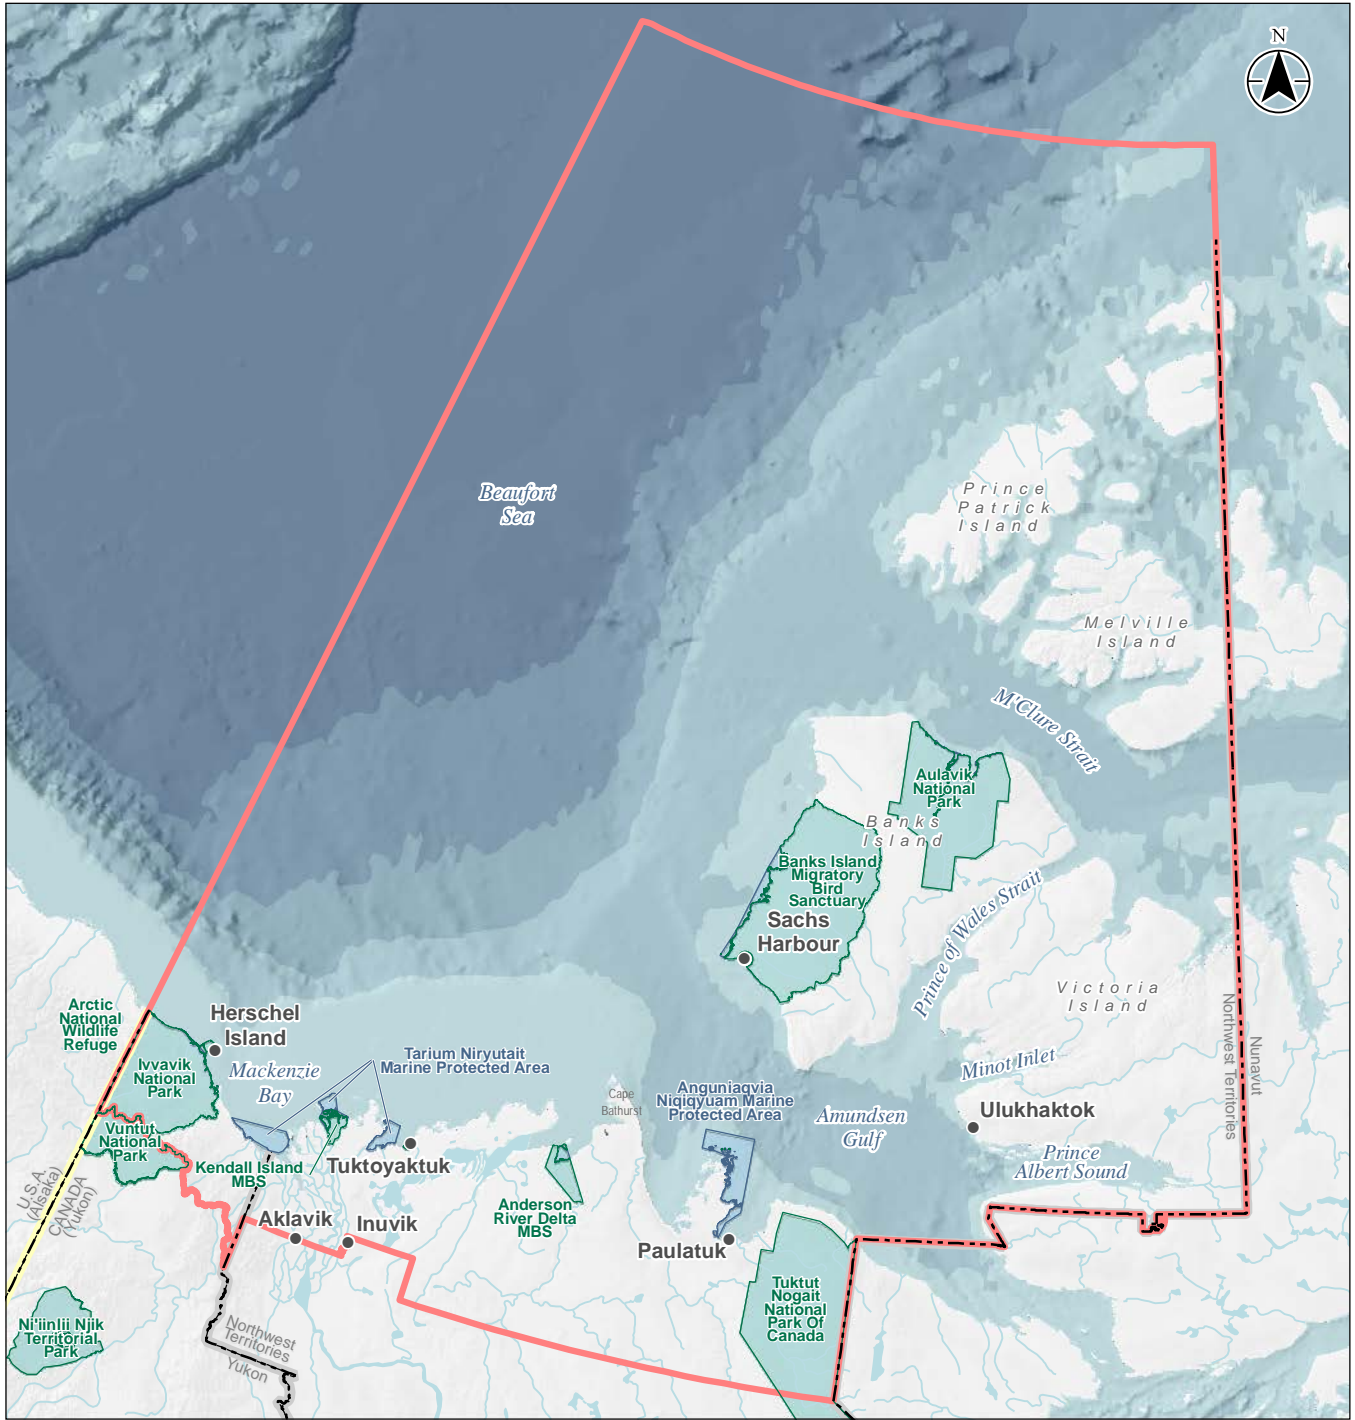 N
Beaufort
Sea
Prince
Patrick
Island
Melville
Island
M'Clure Strait
Aulavik
National
Park
Banks
Island
Banks Island
Migratory
Bird
Sanctuary
Sachs
Harbour
Prince of Wales Strait
Victoria
Island
Northwest Territories
Nunavut
Arctic
National
Wildlife
Refuge
Herschel
Island
Ivvavik
National
Park
Mackenzie
Bay
Tarium Niryutait
Marine Protected Area
Cape
Bathurst
Anguniaqvia
Niqiqyuam Marine
Protected Area
Amundsen
Gulf
Minot Inlet
Ulukhaktok
Prince
Albert Sound
Vuntut
National
Park
Kendall Island
MBS
Tuktoyaktuk
U.S.A.
(Alsaka)
CANADA
(Yukon)
Anderson
River Delta
MBS
Aklavik
Inuvik
Paulatuk
Tuktut
Nogait
National
Park Of
Canada
Ni'iinlii Njik
Territorial
Park
Northwest
Territories
Yukon